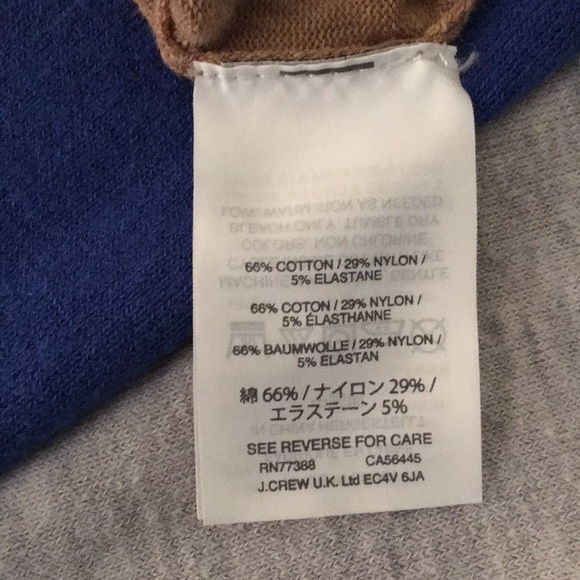 66% COTTON / 29% NYLON /
5% ELASTANE
66% COTON / 29% NYLON /
5% ÉLASTHANNE
66% BAUMWOLLE / 29% NYLON /
5% ELASTAN
綿 66% / ナイロン 29% /
エラステーン 5%
SEE REVERSE FOR CARE
RN77388 CA56445
J.CREW U.K. Ltd EC4V 6JA